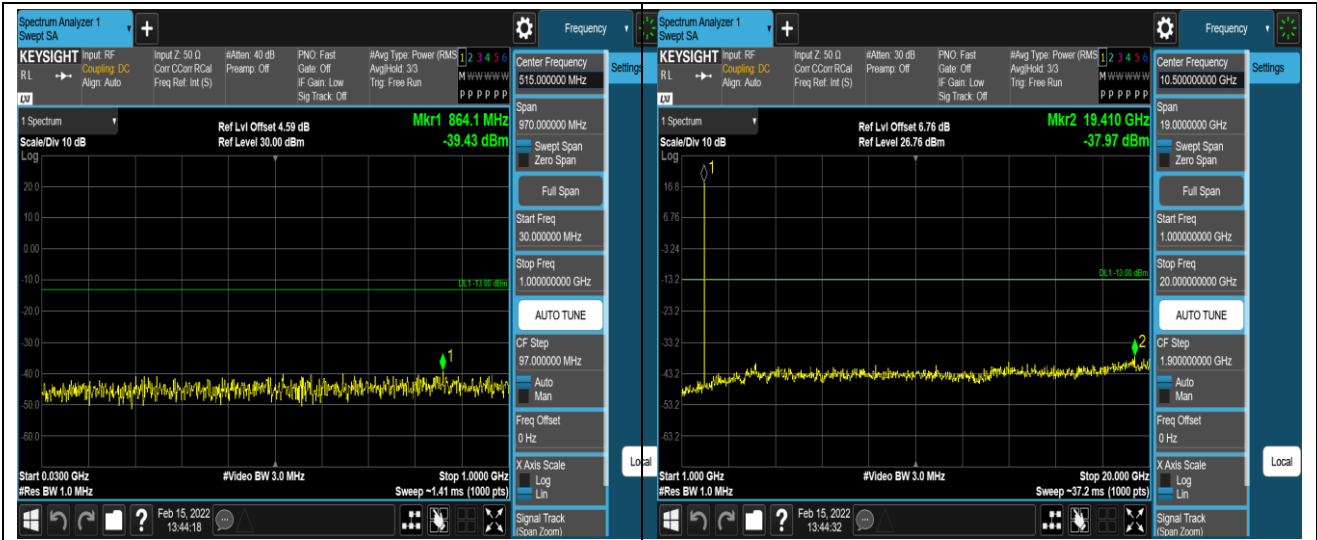 Spectrum Analyzer 1
Swept SA
+
Frequency
KEYSIGHT
RL
LXI
Input: RF
Coupling: DC
Align: Auto
Input Z: 50 Ω
Corr CCorr RCal
Freq Ref: Int (S)
#Atten: 40 dB
Preamp: Off
PNO: Fast
Gate: Off
IF Gain: Low
Sig Track: Off
#Avg Type: Power (RMS
Avg|Hold: 3/3
Trig: Free Run
1 2 3 4 5 6
M W W W W W
P P P P P P
Center Frequency
515.000000 MHz
Settings
Span
970.000000 MHz
Swept Span
Zero Span
Full Span
Start Freq
30.000000 MHz
Stop Freq
1.000000000 GHz
AUTO TUNE
CF Step
97.000000 MHz
Auto
Man
Freq Offset
0 Hz
X Axis Scale
Log
Lin
Local
Signal Track
(Span Zoom)
1 Spectrum
Scale/Div 10 dB
Log
Ref Lvl Offset 4.59 dB
Ref Level 30.00 dBm
Mkr1 864.1 MHz
-39.43 dBm
20.0
10.0
0.00
-10.0
DL1 -13.00 dBm
-20.0
-30.0
1
-40.0
-50.0
-60.0
Start 0.0300 GHz
#Res BW 1.0 MHz
#Video BW 3.0 MHz
Stop 1.0000 GHz
Sweep ~1.41 ms (1000 pts)
?
Feb 15, 2022
13:44:18
Spectrum Analyzer 1
Swept SA
+
Frequency
KEYSIGHT
RL
LXI
Input: RF
Coupling: DC
Align: Auto
Input Z: 50 Ω
Corr CCorr RCal
Freq Ref: Int (S)
#Atten: 30 dB
Preamp: Off
PNO: Fast
Gate: Off
IF Gain: Low
Sig Track: Off
#Avg Type: Power (RMS
Avg|Hold: 3/3
Trig: Free Run
1 2 3 4 5 6
M W W W W W
P P P P P P
Center Frequency
10.500000000 GHz
Settings
Span
19.0000000 GHz
Swept Span
Zero Span
Full Span
Start Freq
1.000000000 GHz
Stop Freq
20.000000000 GHz
AUTO TUNE
CF Step
1.900000000 GHz
Auto
Man
Freq Offset
0 Hz
X Axis Scale
Log
Lin
Local
Signal Track
(Span Zoom)
1 Spectrum
Scale/Div 10 dB
Log
Ref Lvl Offset 6.76 dB
Ref Level 26.76 dBm
Mkr2 19.410 GHz
-37.97 dBm
1
16.8
6.76
-3.24
-13.2
DL1 -13.00 dBm
-23.2
-33.2
2
-43.2
-53.2
-63.2
Start 1.000 GHz
#Res BW 1.0 MHz
#Video BW 3.0 MHz
Stop 20.000 GHz
Sweep ~37.2 ms (1000 pts)
?
Feb 15, 2022
13:44:32